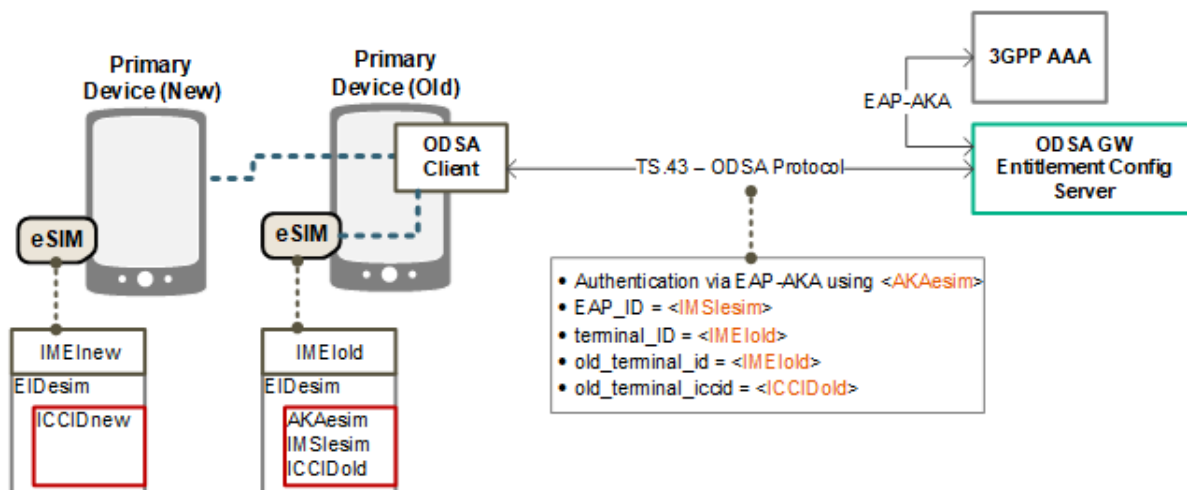 Primary
Device (New)
Primary
Device (Old)
ODSA
Client
eSIM
eSIM
3GPP AAA
EAP-AKA
ODSA GW
Entitlement Config
Server
TS.43 – ODSA Protocol
• Authentication via EAP-AKA using <AKAesim>
• EAP_ID = <IMSIesim>
• terminal_ID = <IMEIold>
• old_terminal_id = <IMEIold>
• old_terminal_iccid = <ICCIDold>
IMEInew
EIDesim
ICCIDnew
IMEIold
EIDesim
AKAesim
IMSIesim
ICCIDold